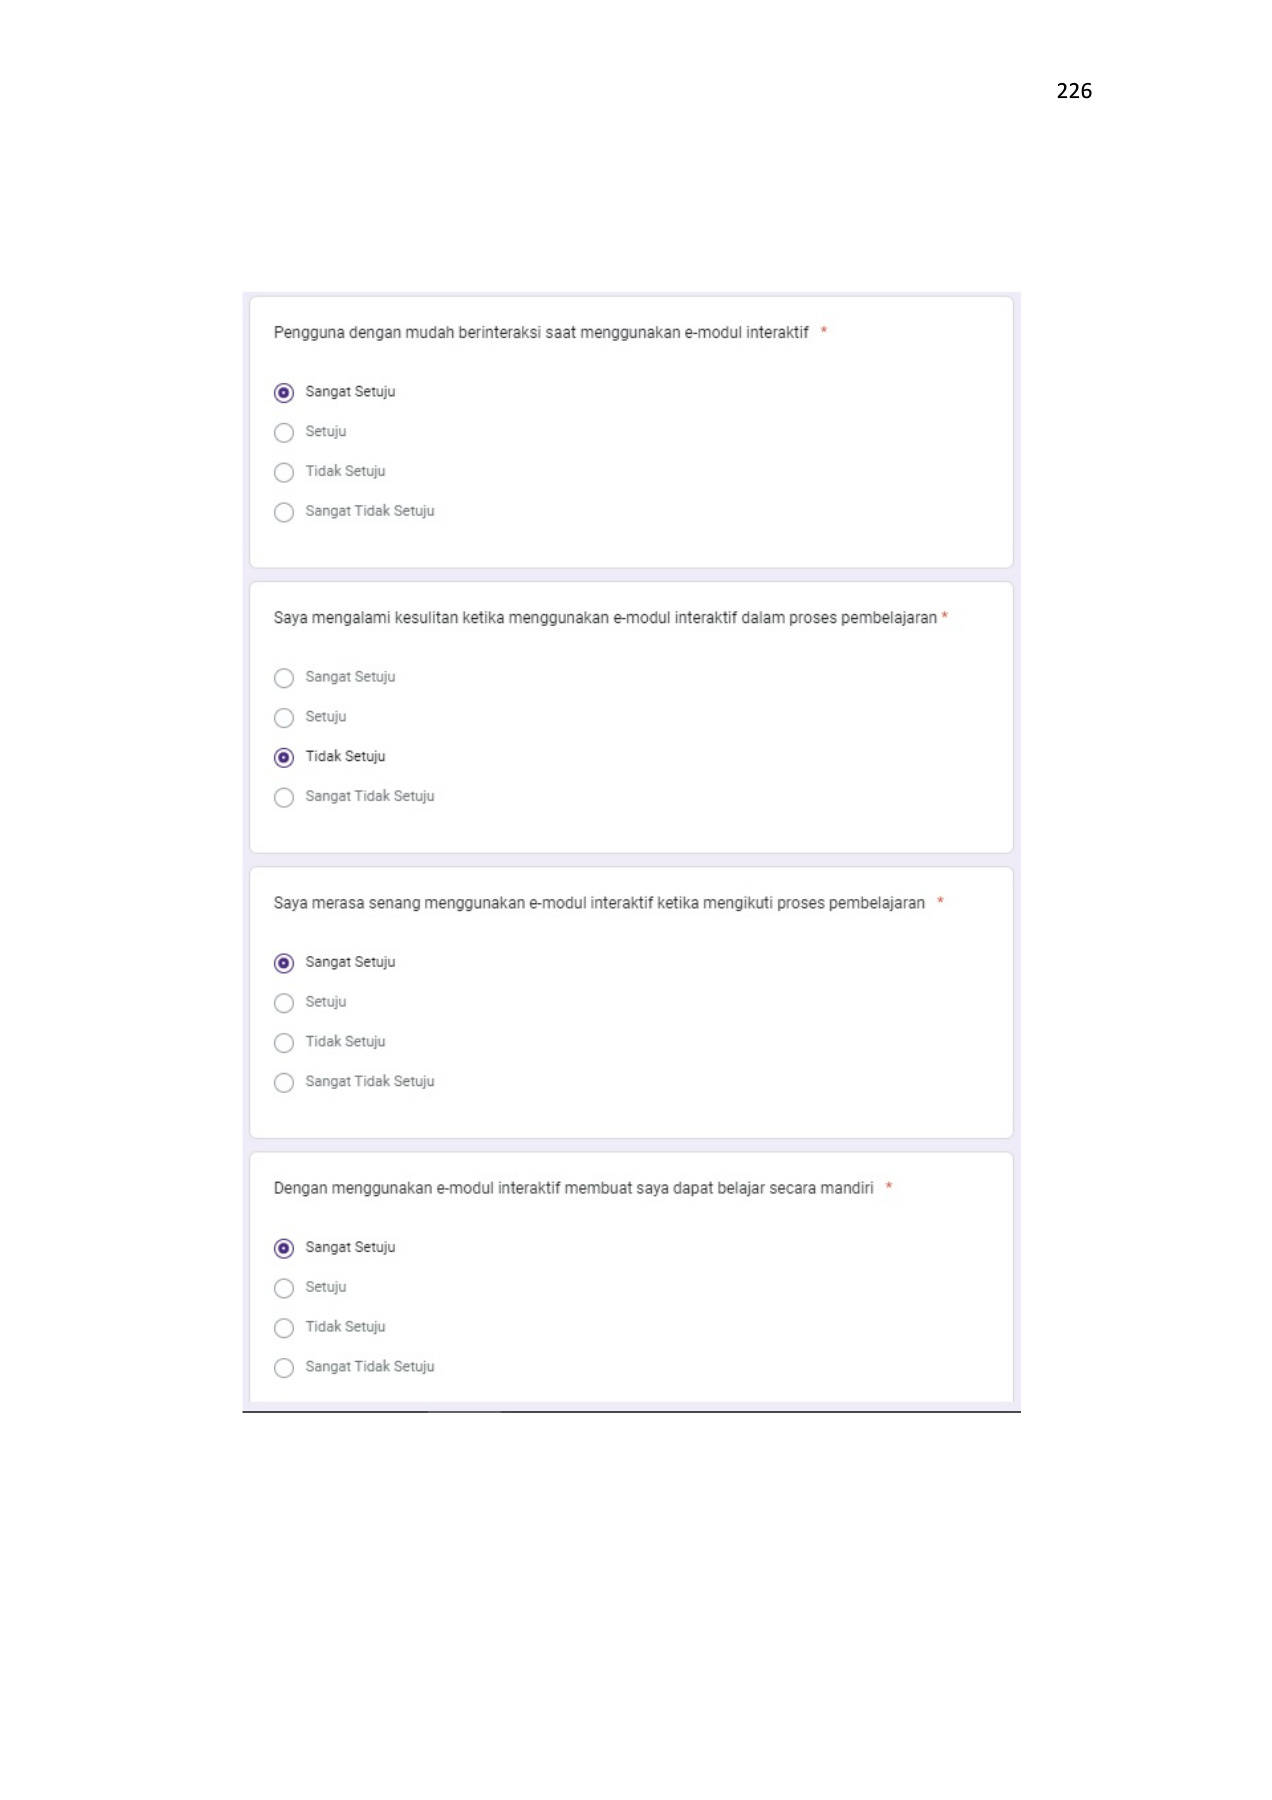 226
Pengguna dengan mudah berinteraksi saat menggunakan e-modul interaktif *
Sangat Setuju
Setuju
Tidak Setuju
Sangat Tidak Setuju
Saya mengalami kesulitan ketika menggunakan e-modul interaktif dalam proses pembelajaran *
Sangat Setuju
Setuju
Tidak Setuju
Sangat Tidak Setuju
Saya merasa senang menggunakan e-modul interaktif ketika mengikuti proses pembelajaran *
Sangat Setuju
Setuju
Tidak Setuju
Sangat Tidak Setuju
Dengan menggunakan e-modul interaktif membuat saya dapat belajar secara mandiri *
Sangat Setuju
Setuju
Tidak Setuju
Sangat Tidak Setuju